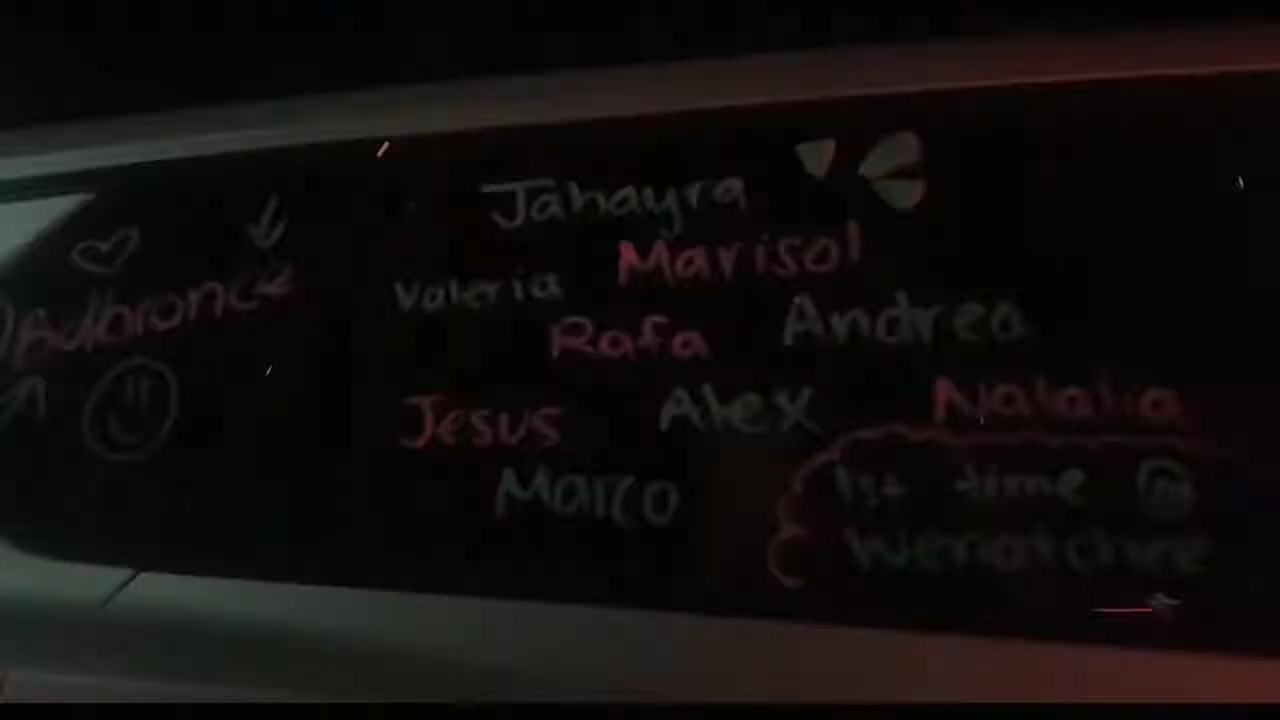 Jahayra
Marisol
Valeria
Andrea
Rafa
Natalia
Alex
Jesus
Marco
1st time @
Wenatchee